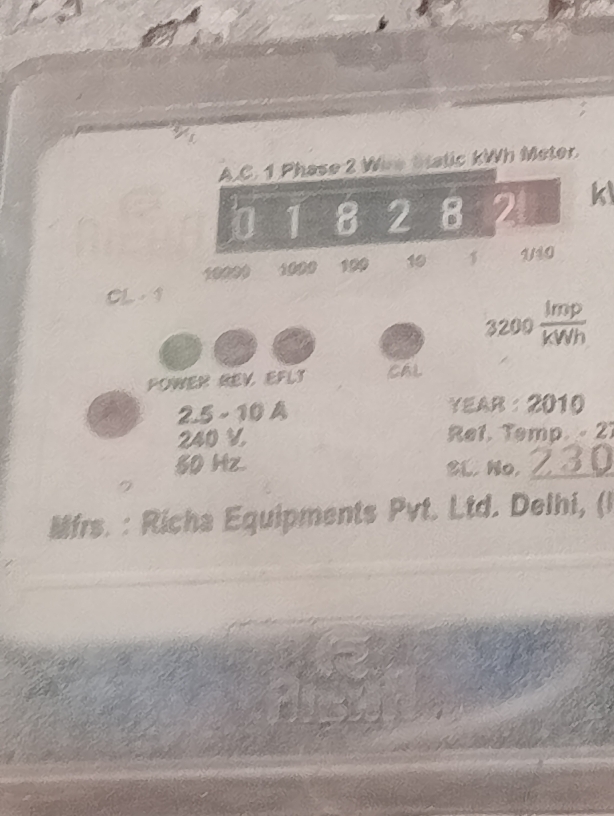 A.C. 1 Phase 2 Wire Static kWh Meter.
0 1 8 2 8 2
10000 1000 100 10 1 1/10
CL - 1
3200 Imp/kWh
POWER REV. EFLT CAL
2.5 - 10 A
240 V.
50 Hz.
YEAR : 2010
Ref. Temp. - 27
SL. No. 230
Mfrs. : Richa Equipments Pvt. Ltd. Delhi,